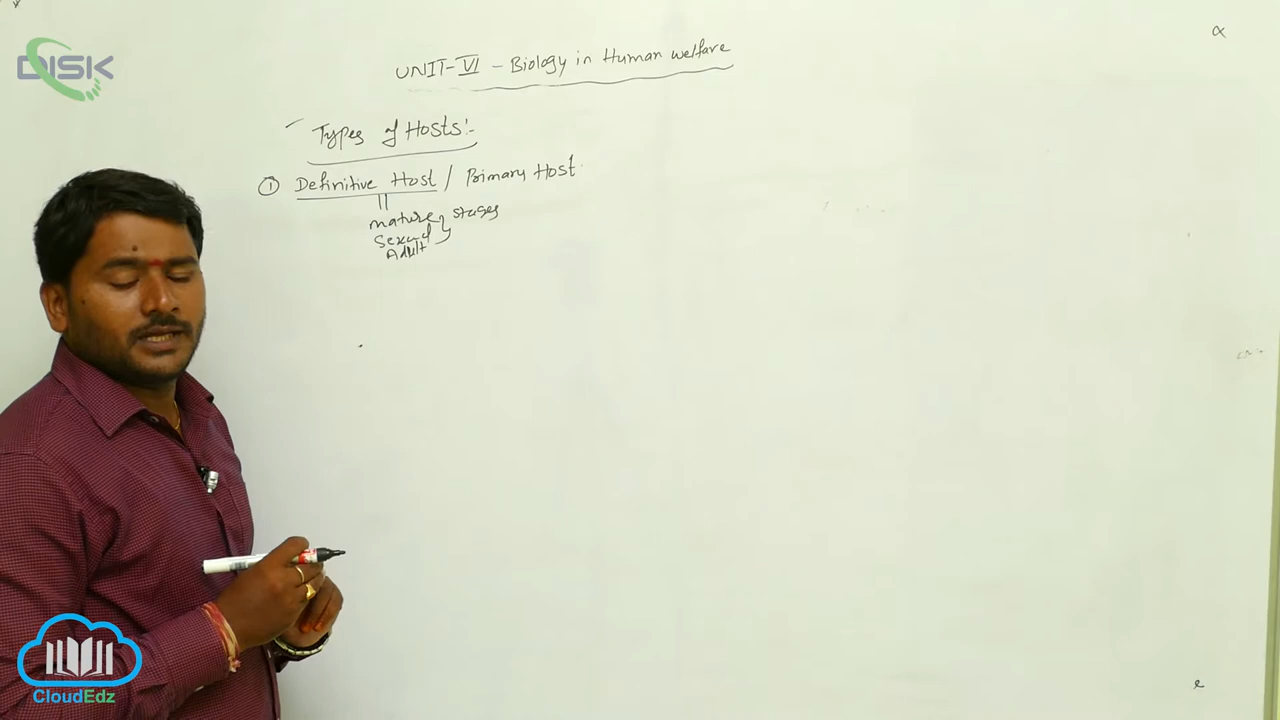 DISK
UNIT-VI - Biology in Human welfare
Types of Hosts:-
① Definitive Host / Primary Host
mature stages
Sexual
Adult
CloudEdz